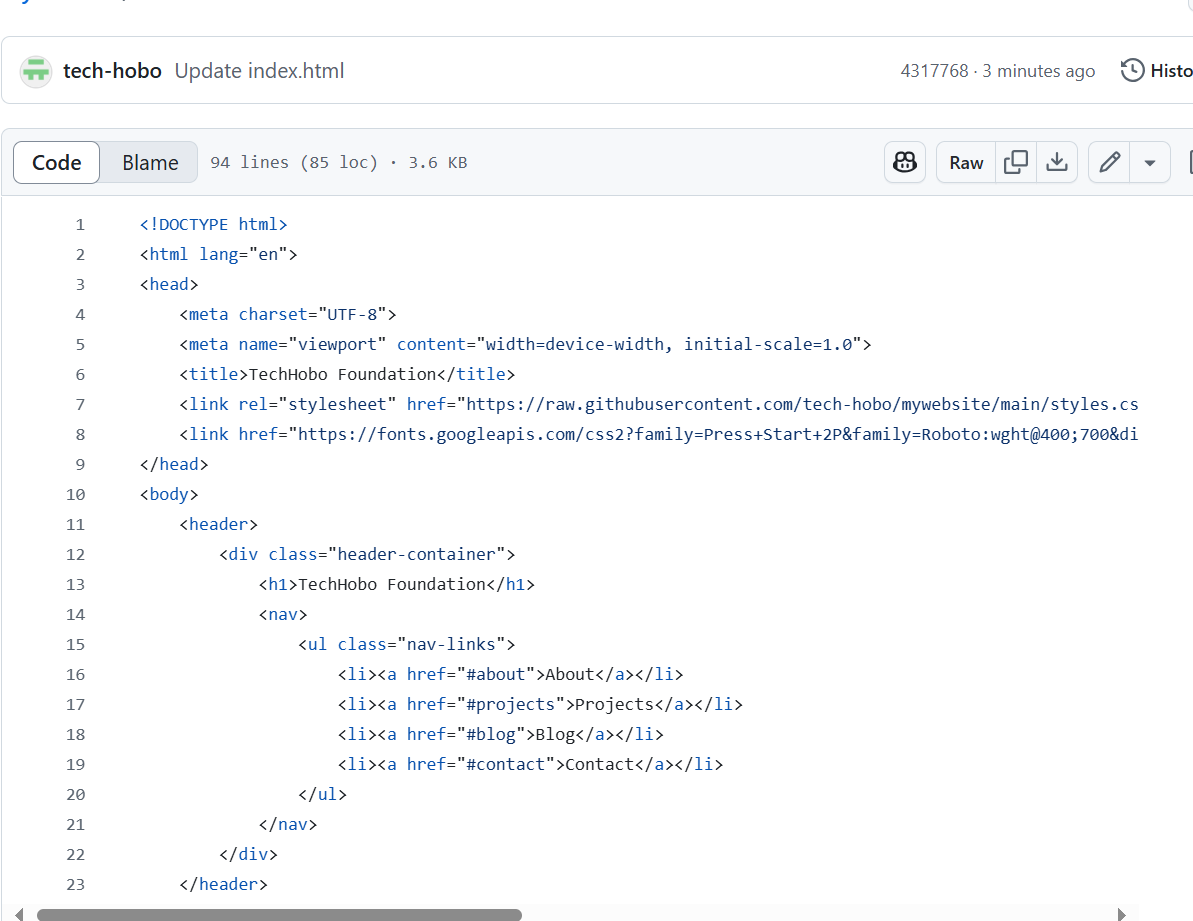 tech-hobo Update index.html 4317768 · 3 minutes ago
Code Blame 94 lines (85 loc) · 3.6 KB Raw
1 <!DOCTYPE html>
2 <html lang="en">
3 <head>
4     <meta charset="UTF-8">
5     <meta name="viewport" content="width=device-width, initial-scale=1.0">
6     <title>TechHobo Foundation</title>
7     <link rel="stylesheet" href="https://raw.githubusercontent.com/tech-hobo/mywebsite/main/styles.cs
8     <link href="https://fonts.googleapis.com/css2?family=Press+Start+2P&family=Roboto:wght@400;700&di
9 </head>
10 <body>
11     <header>
12         <div class="header-container">
13             <h1>TechHobo Foundation</h1>
14             <nav>
15                 <ul class="nav-links">
16                     <li><a href="#about">About</a></li>
17                     <li><a href="#projects">Projects</a></li>
18                     <li><a href="#blog">Blog</a></li>
19                     <li><a href="#contact">Contact</a></li>
20                 </ul>
21             </nav>
22         </div>
23     </header>